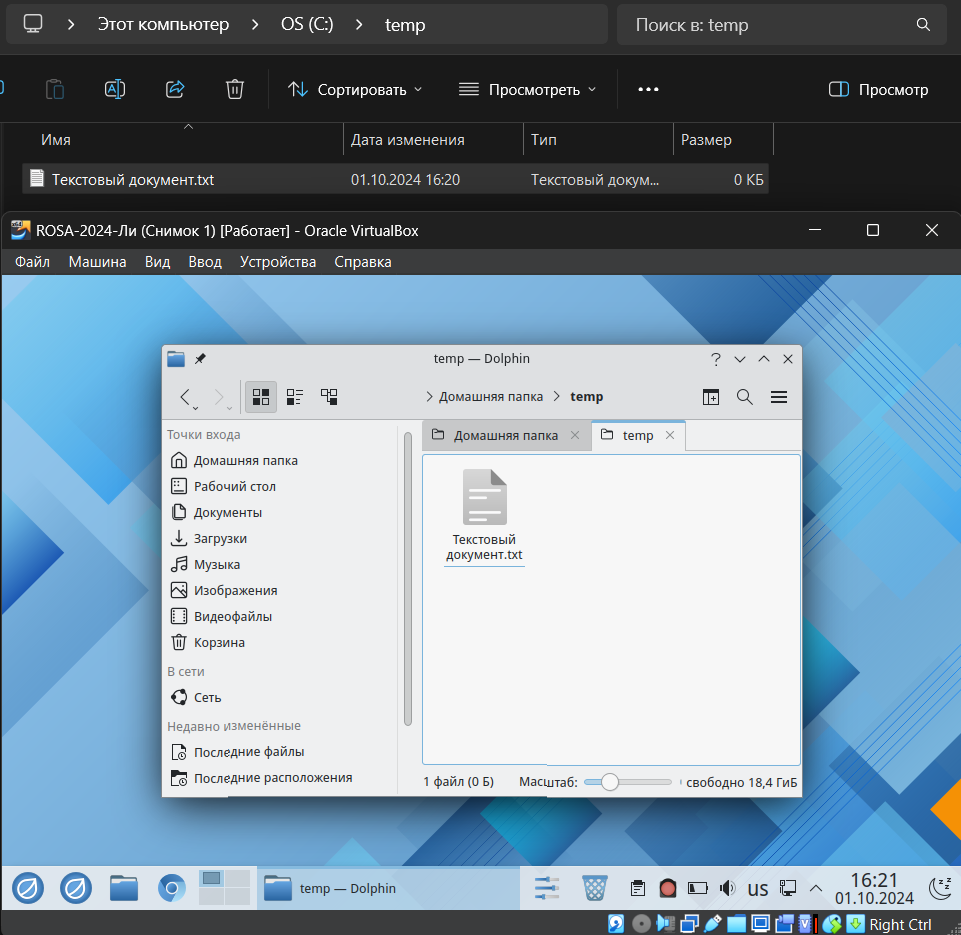 Этот компьютер > OS (C:) > temp
Поиск в: temp
Сортировать Просмотреть ••• Просмотр
Имя Дата изменения Тип Размер
Текстовый документ.txt 01.10.2024 16:20 Текстовый докум... 0 КБ
ROSA-2024-Ли (Снимок 1) [Работает] - Oracle VirtualBox
Файл Машина Вид Ввод Устройства Справка
temp — Dolphin
> Домашняя папка > temp
Точки входа
Домашняя папка
Рабочий стол
Документы
Загрузки
Музыка
Изображения
Видеофайлы
Корзина
В сети
Сеть
Недавно изменённые
Последние файлы
Последние расположения
Домашняя папка temp
Текстовый
документ.txt
1 файл (0 Б) Масштаб: свободно 18,4 ГиБ
temp — Dolphin
us
16:21
01.10.2024
Right Ctrl